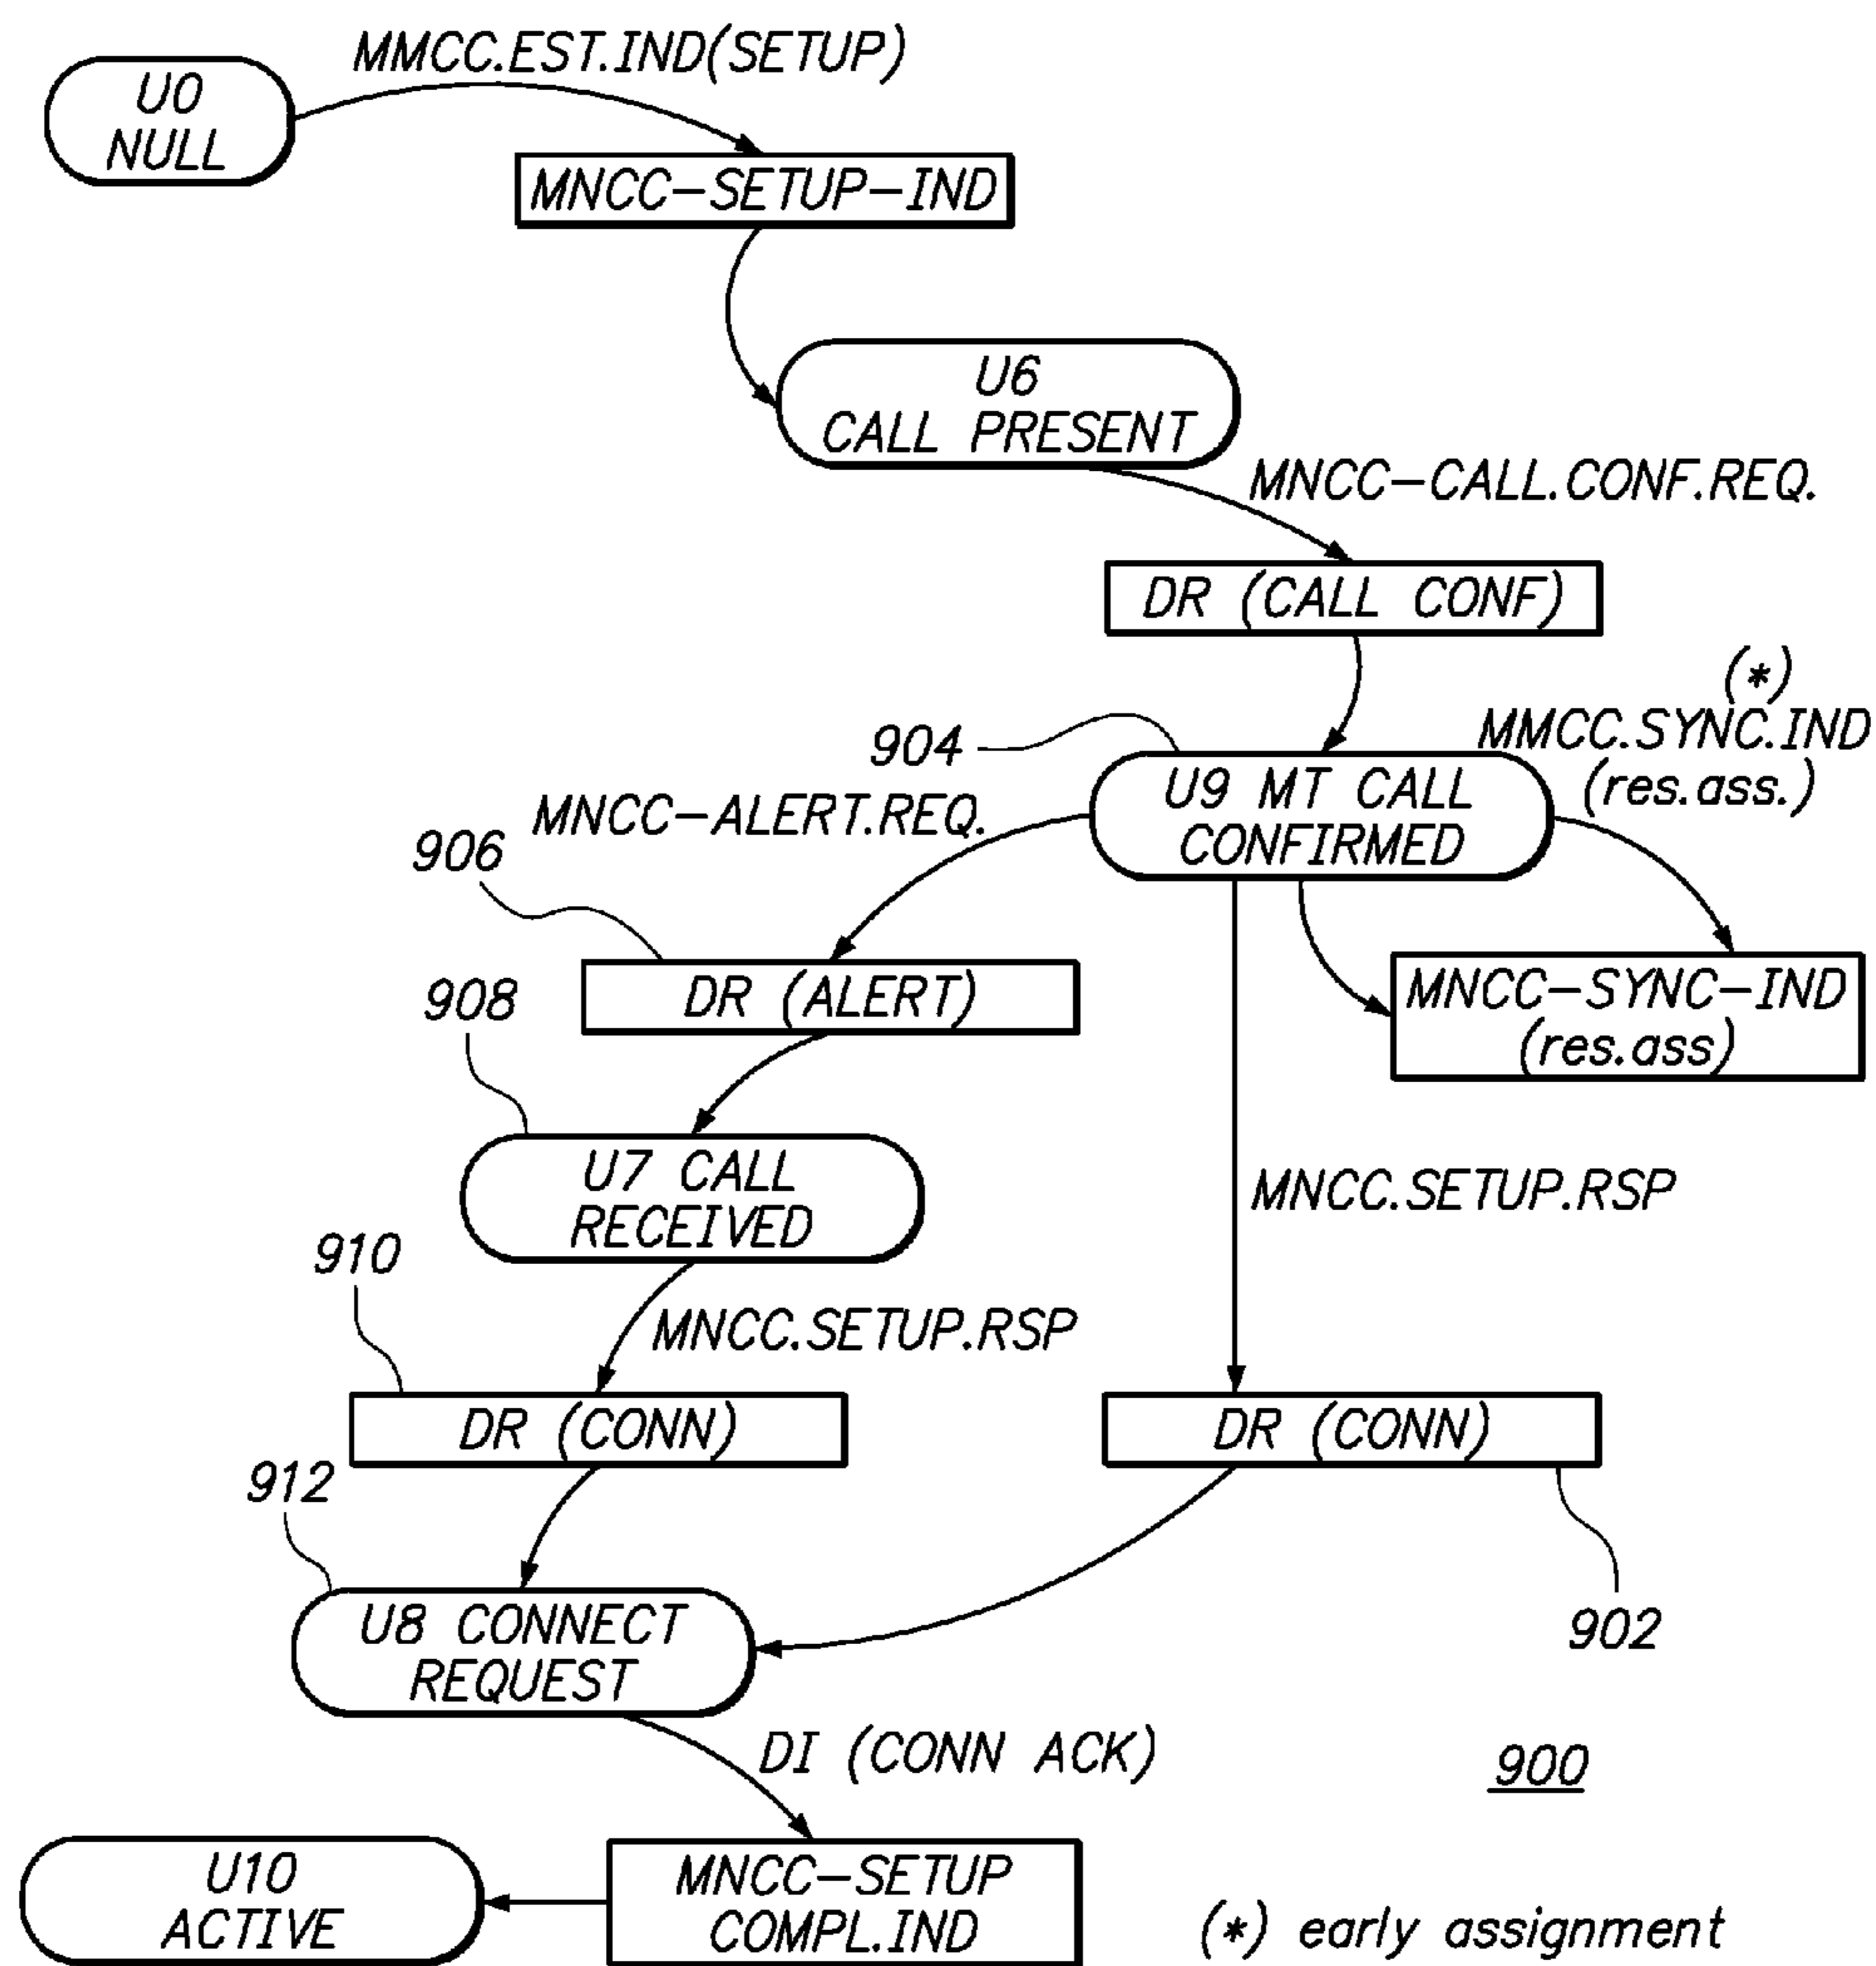 MMCC.EST.IND(SETUP)
U0
NULL
MNCC-SETUP-IND
U6
CALL PRESENT
MNCC-CALL.CONF.REQ.
DR (CALL CONF)
(*)
MMCC.SYNC.IND
(res.ass.)
904
U9 MT CALL
CONFIRMED
MNCC-ALERT.REQ.
906
DR (ALERT)
MNCC-SYNC-IND
(res.ass)
908
U7 CALL
RECEIVED
MNCC.SETUP.RSP
910
MNCC.SETUP.RSP
DR (CONN)
DR (CONN)
912
U8 CONNECT
REQUEST
902
DI (CONN ACK)
900
U10
ACTIVE
MNCC-SETUP
COMPL.IND
(*) early assignment